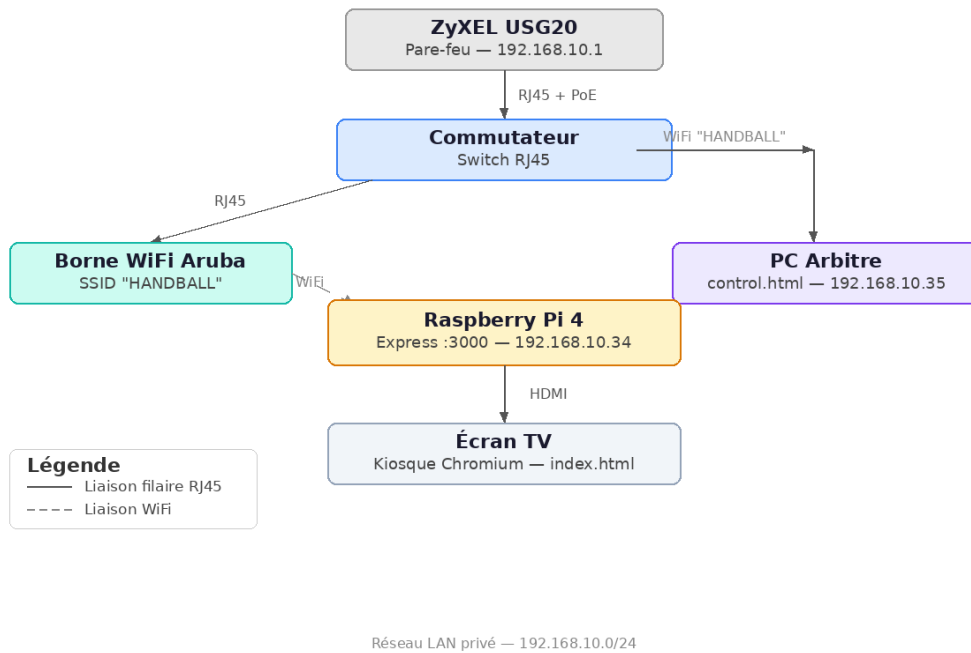 ZyXEL USG20
Pare-feu — 192.168.10.1
RJ45 + PoE
Commutateur
Switch RJ45
WiFi "HANDBALL"
RJ45
Borne WiFi Aruba
SSID "HANDBALL"
WiFi
PC Arbitre
control.html — 192.168.10.35
Raspberry Pi 4
Express :3000 — 192.168.10.34
HDMI
Écran TV
Kiosque Chromium — index.html
Légende
Liaison filaire RJ45
Liaison WiFi
Réseau LAN privé — 192.168.10.0/24